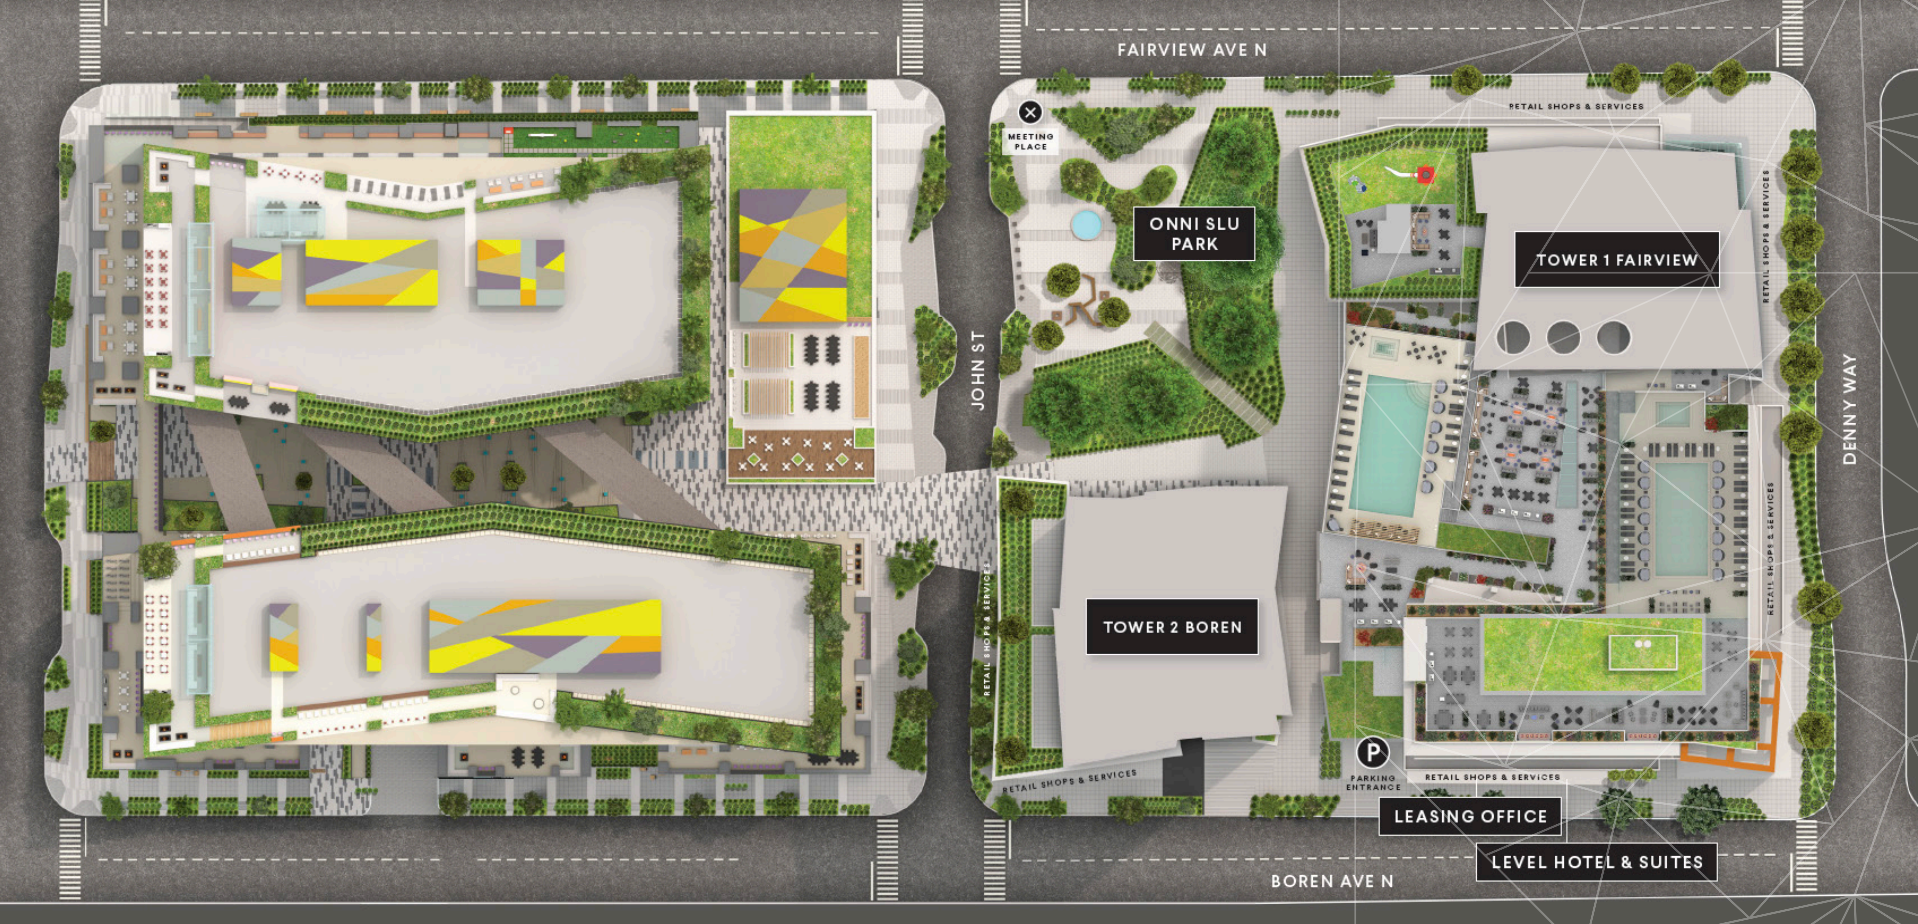 FAIRVIEW AVE N
RETAIL SHOPS & SERVICES
MEETING
PLACE
ONNI SLU
PARK
TOWER 1 FAIRVIEW
RETAIL SHOPS & SERVICES
JOHN ST
DENNY WAY
RETAIL SHOPS & SERVICES
RETAIL SHOPS & SERVICES
TOWER 2 BOREN
P
PARKING
ENTRANCE
RETAIL SHOPS & SERVICES
RETAIL SHOPS & SERVICES
LEASING OFFICE
LEVEL HOTEL & SUITES
BOREN AVE N